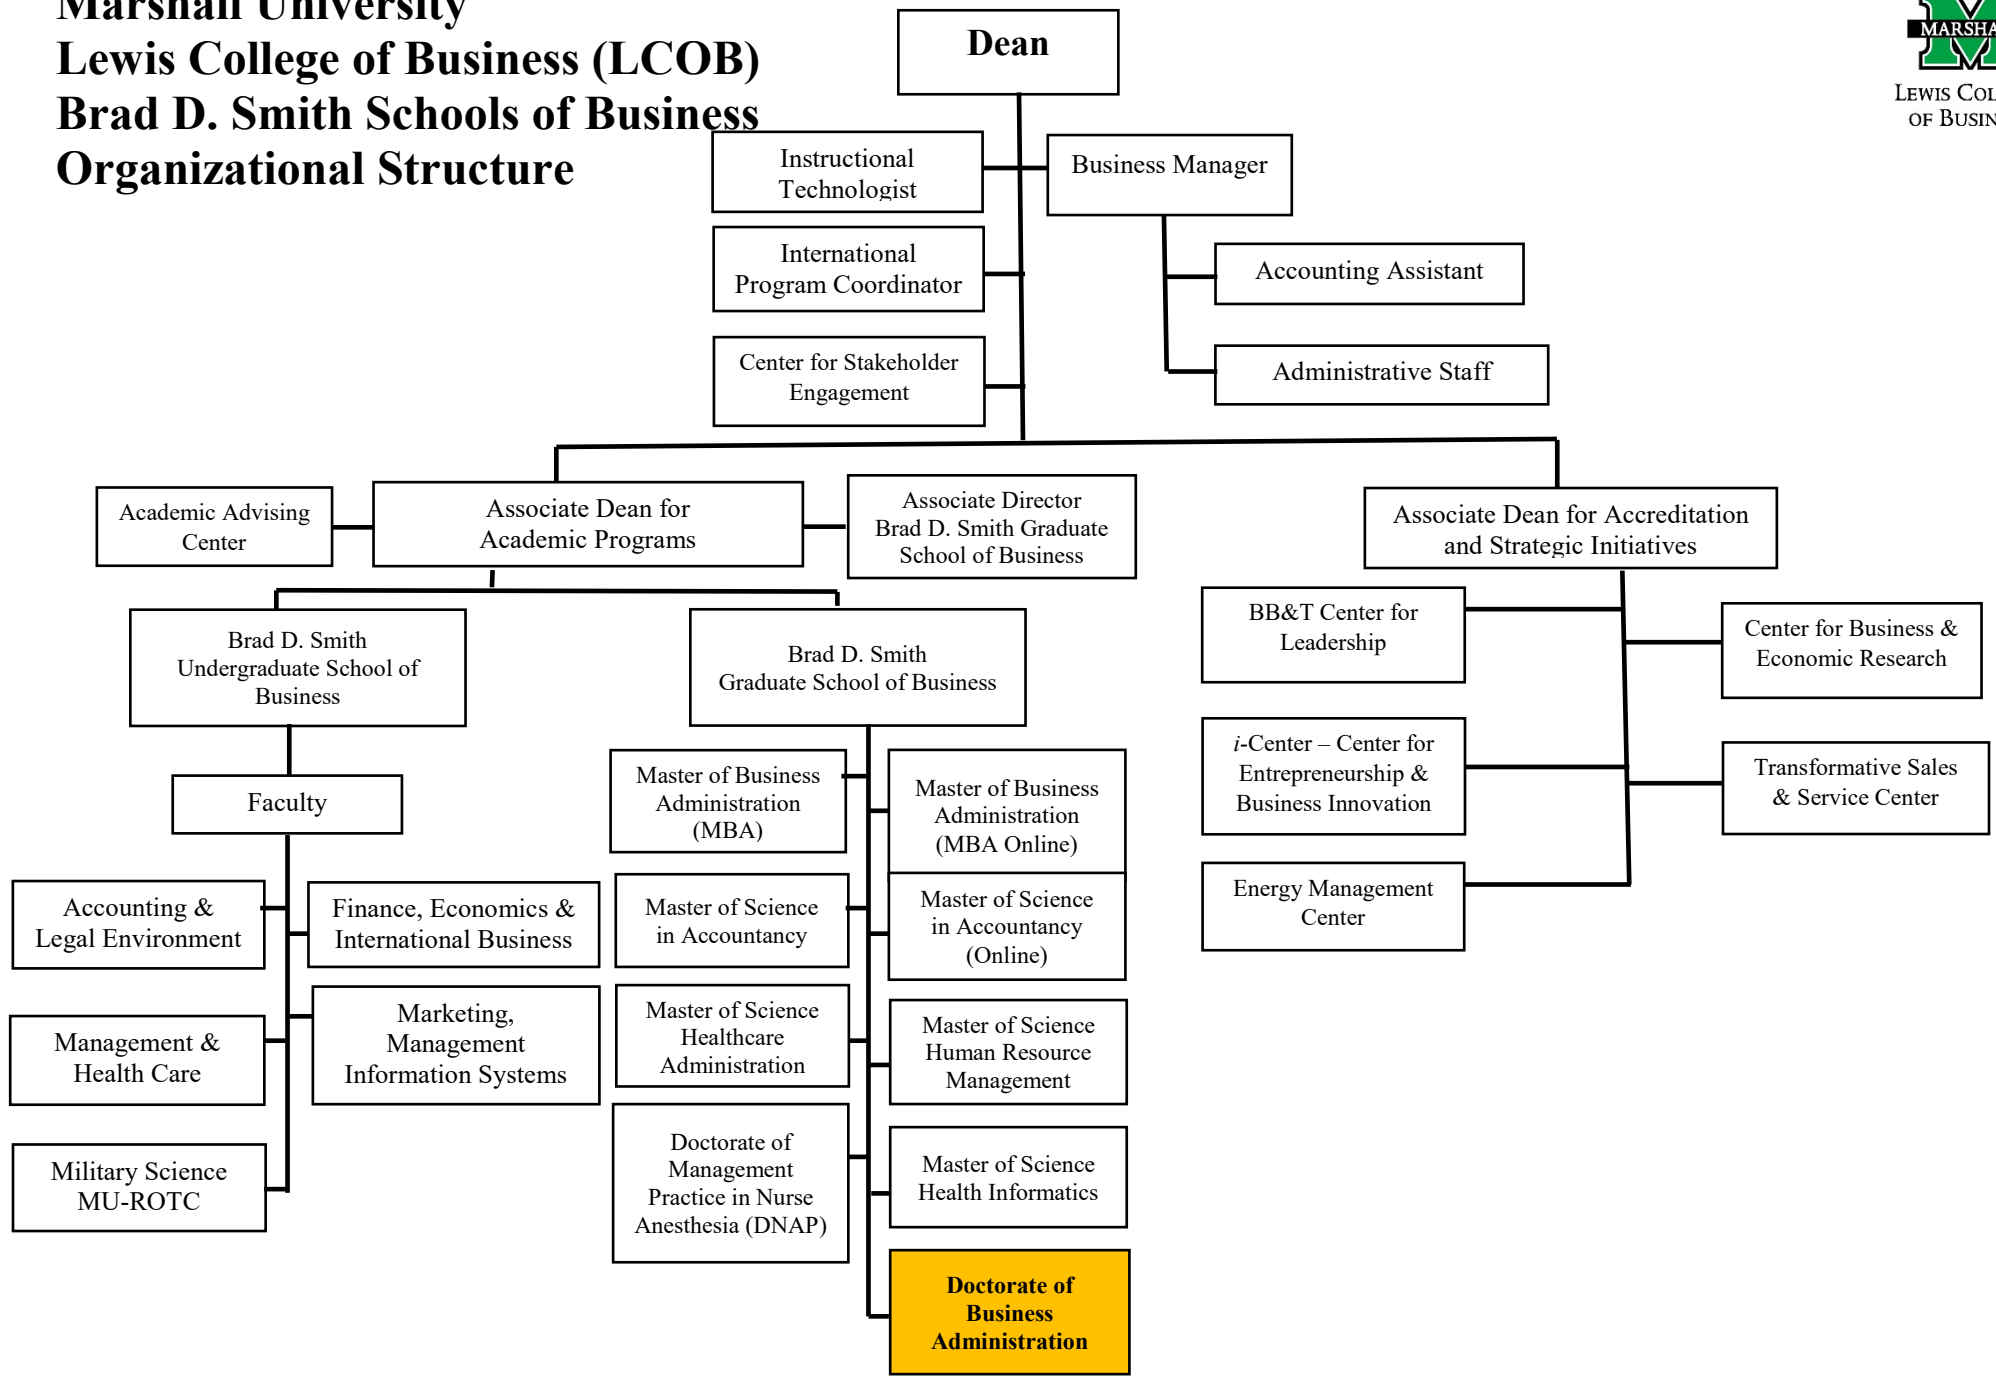 Marshall University
Lewis College of Business (LCOB)
Brad D. Smith Schools of Business
Organizational Structure
Dean
Instructional
Technologist
Business Manager
International
Program Coordinator
Accounting Assistant
Center for Stakeholder
Engagement
Administrative Staff
Academic Advising
Center
Associate Dean for
Academic Programs
Associate Director
Brad D. Smith Graduate
School of Business
Associate Dean for Accreditation
and Strategic Initiatives
Brad D. Smith
Undergraduate School of
Business
Brad D. Smith
Graduate School of Business
BB&T Center for
Leadership
Center for Business &
Economic Research
i-Center – Center for
Entrepreneurship &
Business Innovation
Transformative Sales
& Service Center
Energy Management
Center
Faculty
Accounting &
Legal Environment
Finance, Economics &
International Business
Management &
Health Care
Marketing,
Management
Information Systems
Military Science
MU-ROTC
Master of Business
Administration
(MBA)
Master of Business
Administration
(MBA Online)
Master of Science
in Accountancy
Master of Science
in Accountancy
(Online)
Master of Science
Healthcare
Administration
Master of Science
Human Resource
Management
Doctorate of
Management
Practice in Nurse
Anesthesia (DNAP)
Master of Science
Health Informatics
Doctorate of
Business
Administration
LEWIS
OF